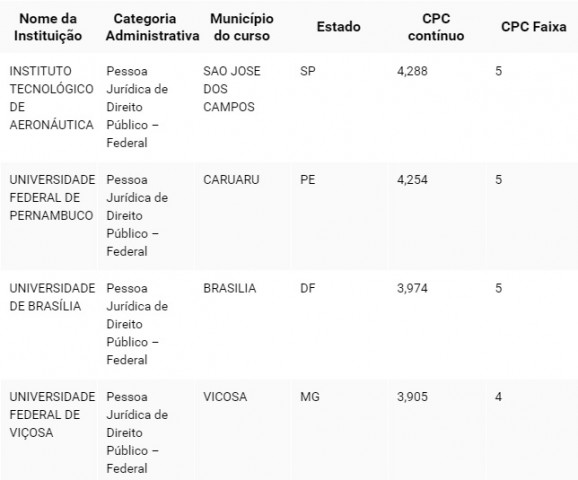 Nome da Instituição Categoria Administrativa Município do curso Estado CPC contínuo CPC Faixa
INSTITUTO Pessoa SAO JOSE SP 4,288 5
TECNOLÓGICO Jurídica de DOS
DE Direito CAMPOS
AERONÁUTICA Público –
Federal
UNIVERSIDADE Pessoa CARUARU PE 4,254 5
FEDERAL DE Jurídica de
PERNAMBUCO Direito
Público –
Federal
UNIVERSIDADE Pessoa BRASILIA DF 3,974 5
DE BRASÍLIA Jurídica de
Direito
Público –
Federal
UNIVERSIDADE Pessoa VICOSA MG 3,905 4
FEDERAL DE Jurídica de
VIÇOSA Direito
Público –
Federal